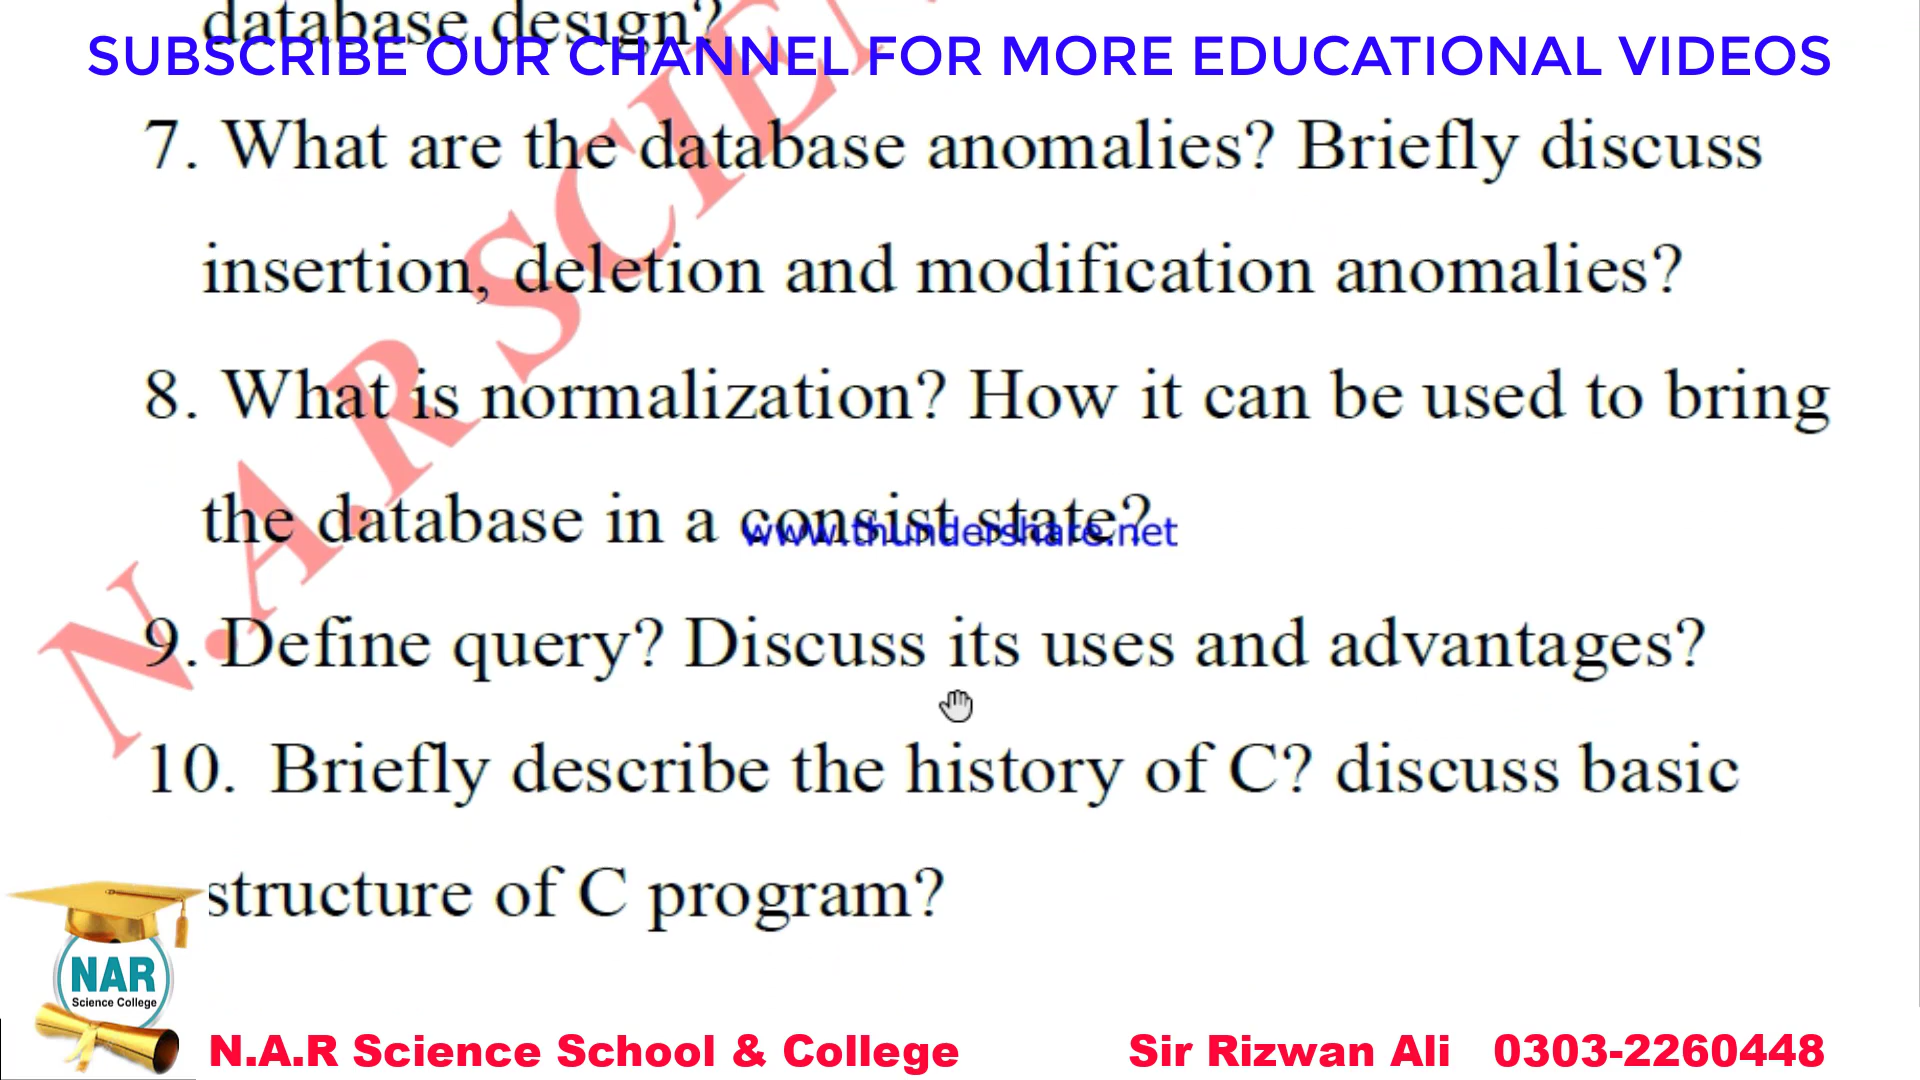 database design?
SUBSCRIBE OUR CHANNEL FOR MORE EDUCATIONAL VIDEOS
7. What are the database anomalies? Briefly discuss
insertion, deletion and modification anomalies?
8. What is normalization? How it can be used to bring
the database in a consist state?
www.thundershare.net
9. Define query? Discuss its uses and advantages?
10. Briefly describe the history of C? discuss basic
structure of C program?
N.A.R SCIEN
NAR
Science College
N.A.R Science School & College Sir Rizwan Ali 0303-2260448